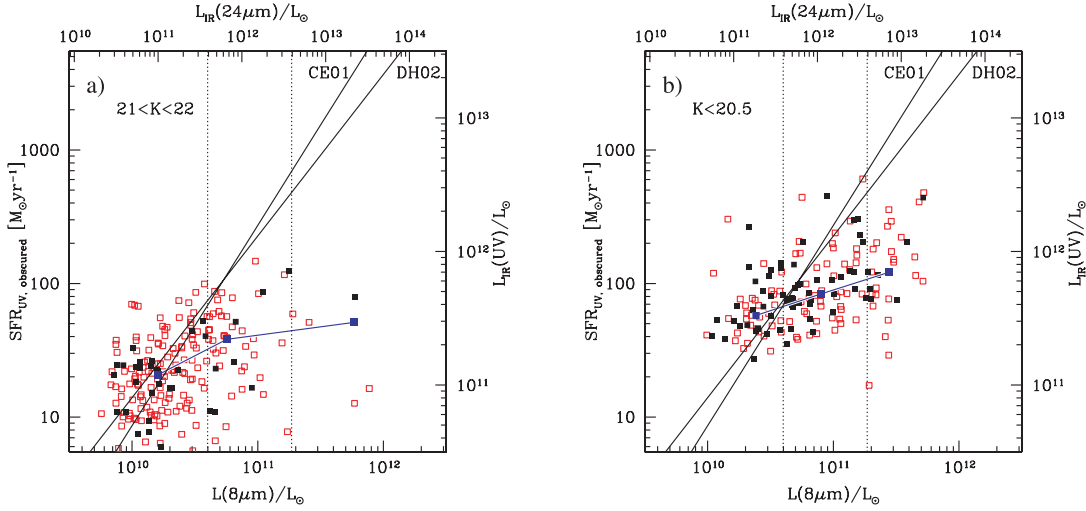 L_IR(24μm)/L_⊙
10^10 10^11 10^12 10^13 10^14
a)
21<K<22
CE01
DH02
SFR_UV, obscured [M_⊙yr^-1]
1000
100
10
L_IR(UV)/L_⊙
10^13
10^12
10^11
10^10 10^11 10^12
L(8μm)/L_⊙
L_IR(24μm)/L_⊙
10^10 10^11 10^12 10^13 10^14
b)
K<20.5
CE01
DH02
SFR_UV, obscured [M_⊙yr^-1]
1000
100
10
L_IR(UV)/L_⊙
10^13
10^12
10^11
10^10 10^11 10^12
L(8μm)/L_⊙